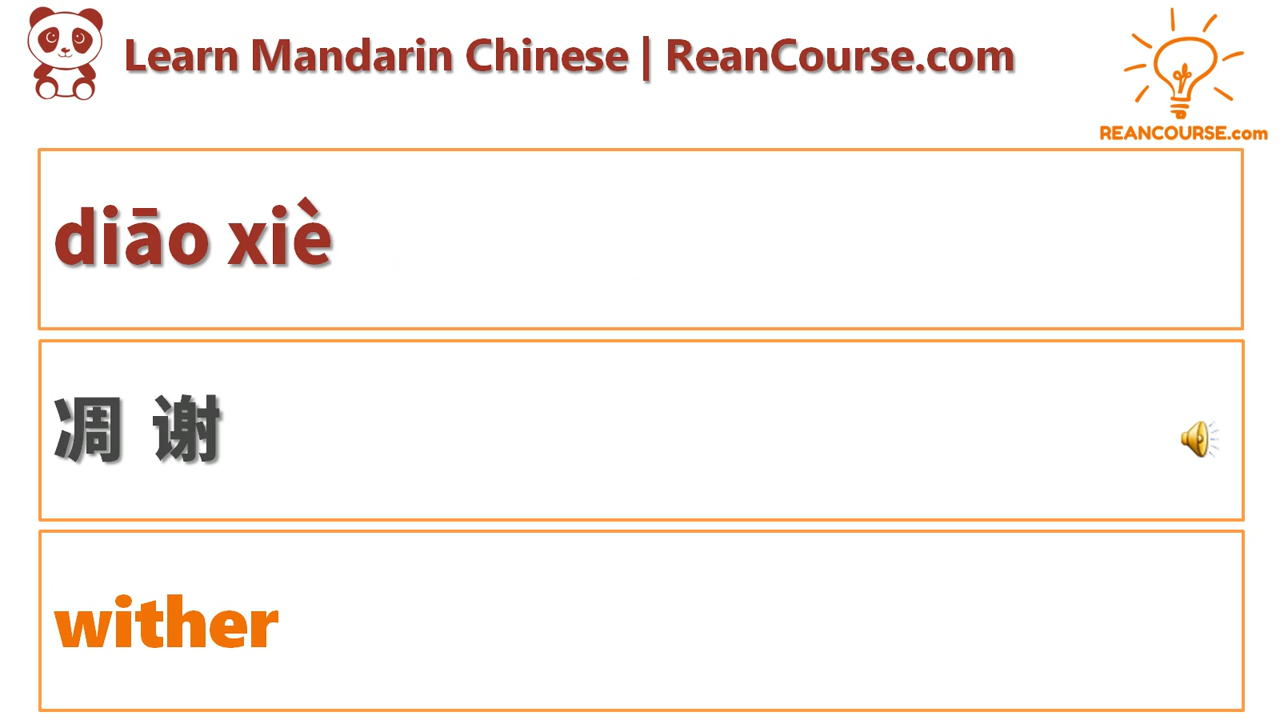 Learn Mandarin Chinese | ReanCourse.com
REANCOURSE.com
diāo xiè
凋 谢
wither